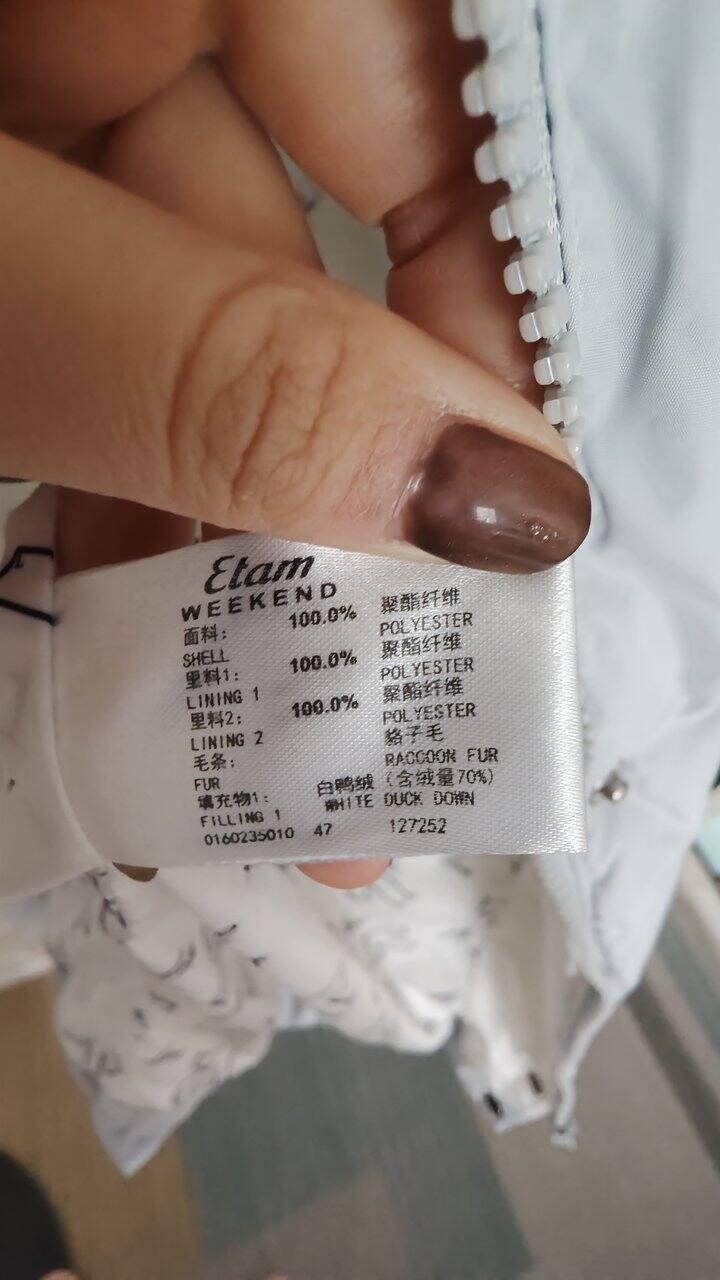 Etam
WEEKEND
面料： 100.0% 聚酯纤维
SHELL POLYESTER
里料1： 100.0% 聚酯纤维
LINING 1 POLYESTER
里料2： 100.0% 聚酯纤维
LINING 2 POLYESTER
毛条： 貉子毛
FUR RACCOON FUR
填充物1： 白鸭绒（含绒量70%）
FILLING 1 WHITE DUCK DOWN
0160235010 47 127252